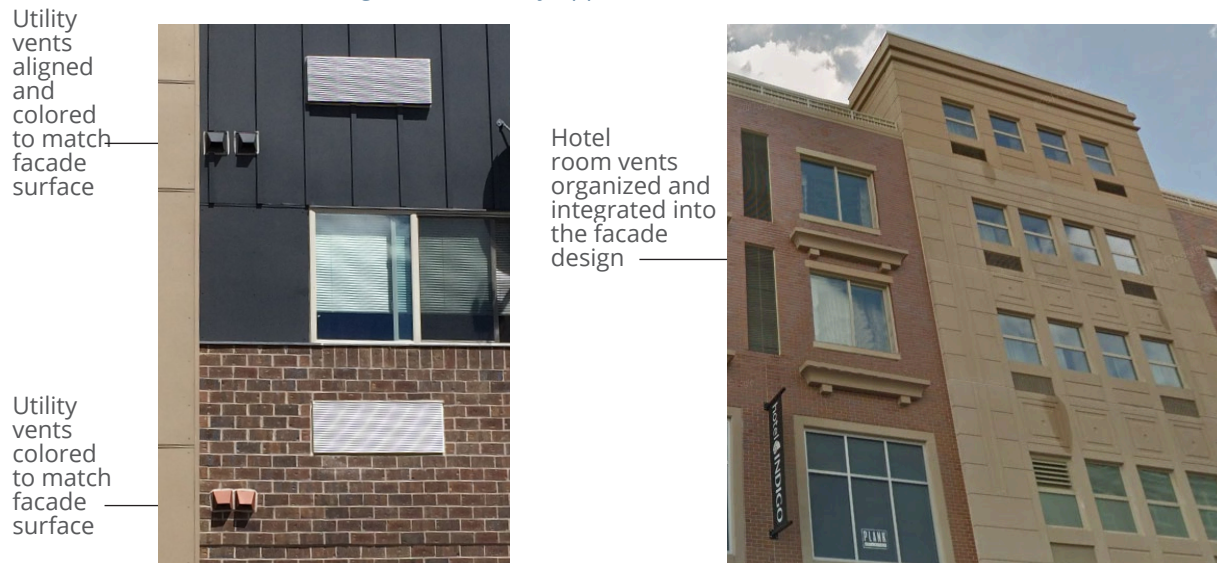 Utility
vents
aligned
and
colored
to match
facade
surface
Utility
vents
colored
to match
facade
surface
Hotel
room vents
organized and
integrated into
the facade
design
hotel INDIGO
PLANK